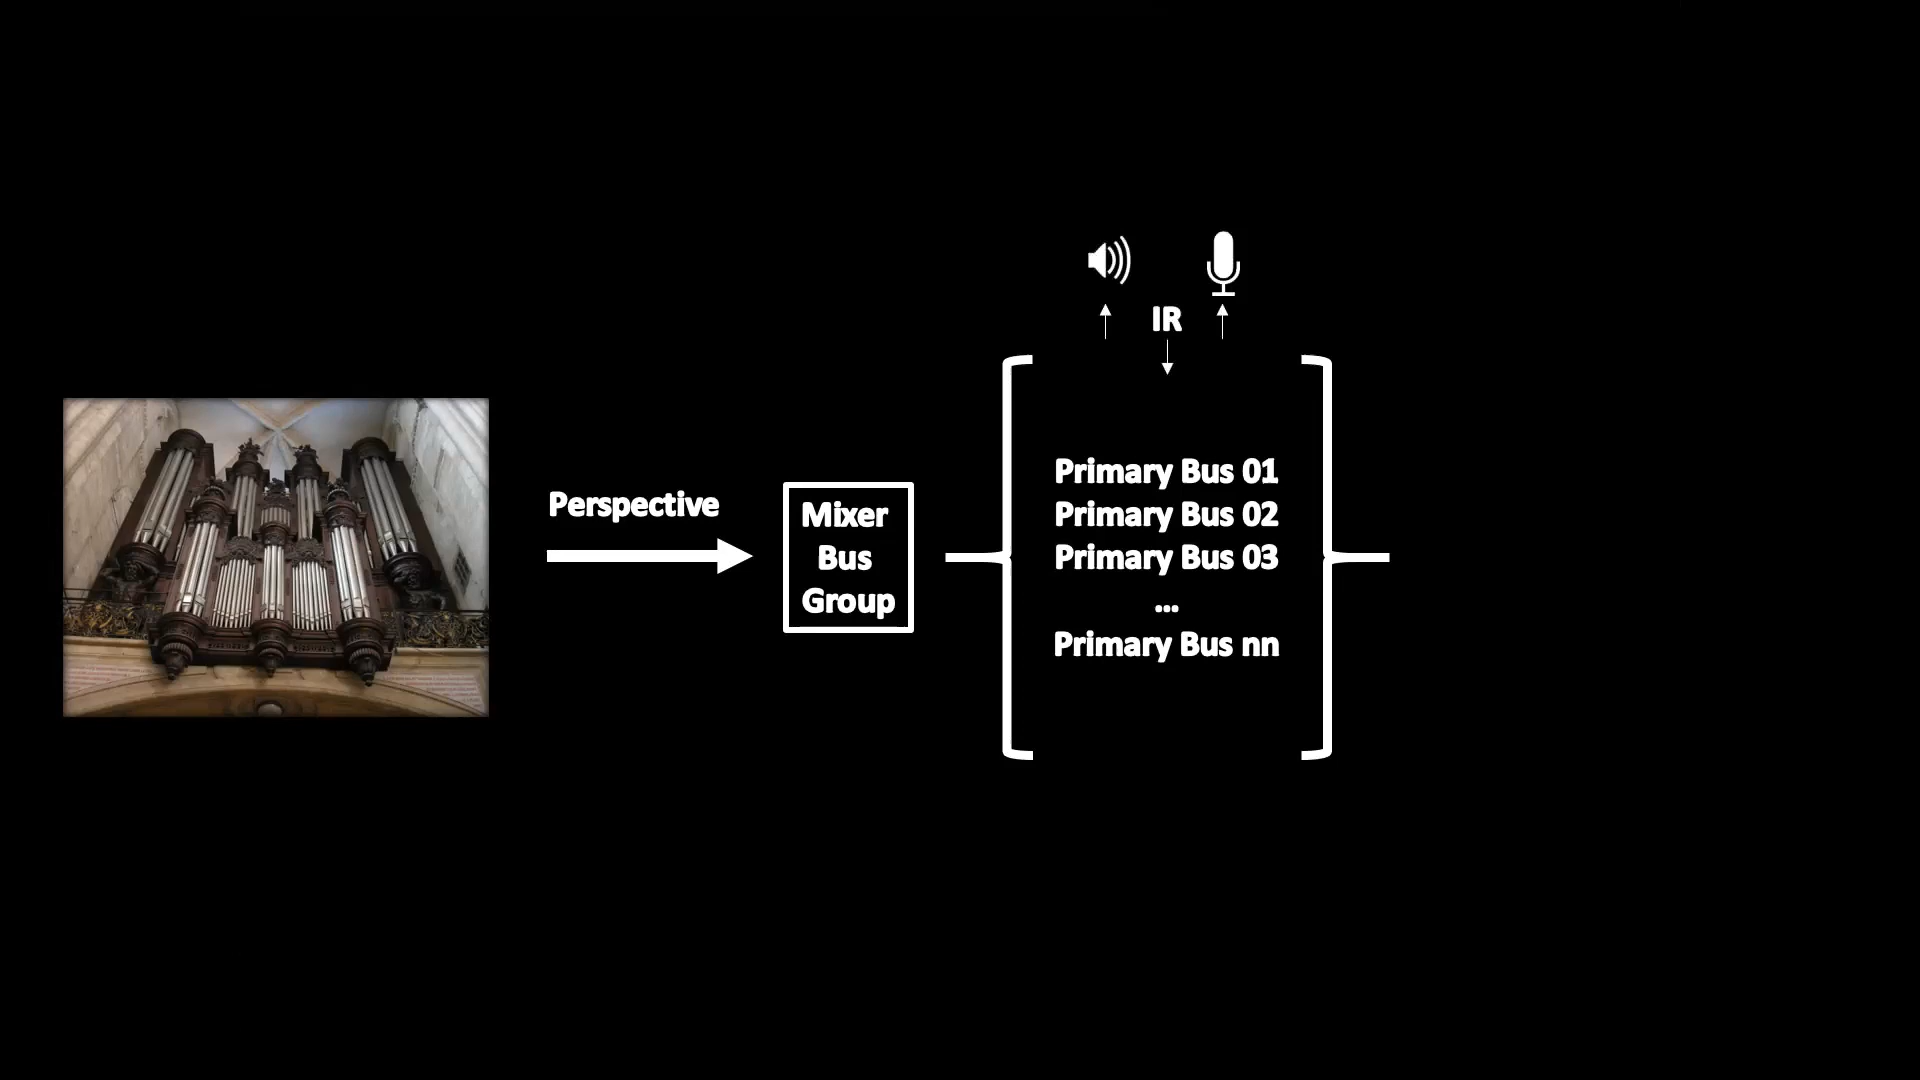 Perspective
Mixer
Bus
Group
IR
Primary Bus 01
Primary Bus 02
Primary Bus 03
...
Primary Bus nn